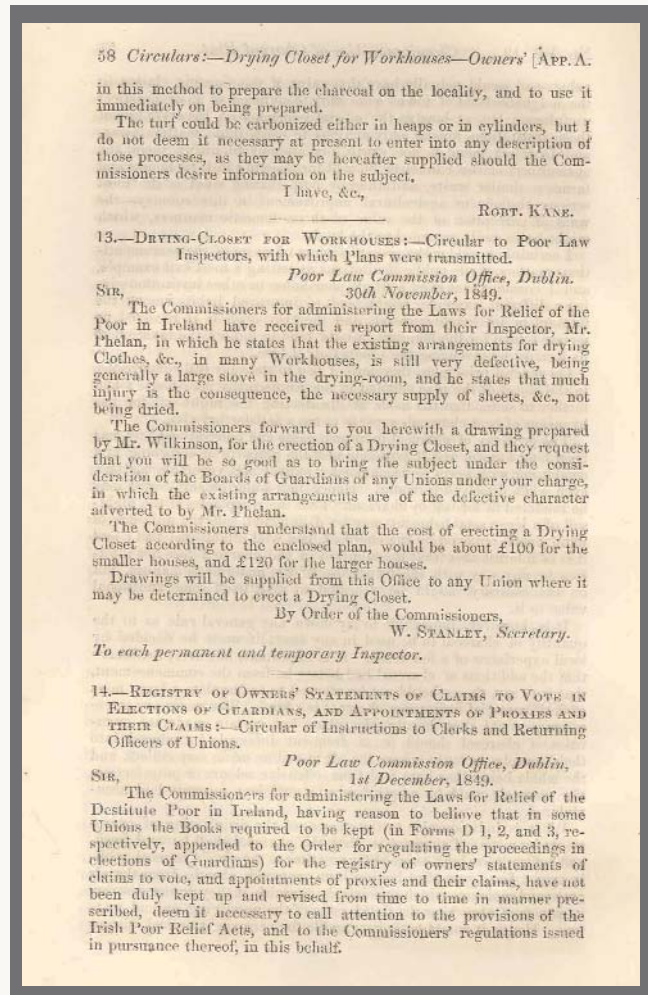 58 Circulars:—Drying Closet for Workhouses—Owners' [APP. A.
in this method to prepare the charcoal on the locality, and to use it
immediately on being prepared.
The turf could be carbonized either in heaps or in cylinders, but I
do not deem it necessary at present to enter into any description of
those processes, as they may be hereafter supplied should the Com-
missioners desire information on the subject.
I have, &c.,
ROBT. KANE.
13.—DRYING-CLOSET FOR WORKHOUSES:—Circular to Poor Law
Inspectors, with which Plans were transmitted.
Poor Law Commission Office, Dublin.
SIR, 30th November, 1849.
The Commissioners for administering the Laws for Relief of the
Poor in Ireland have received a report from their Inspector, Mr.
Phelan, in which he states that the existing arrangements for drying
Clothes, &c., in many Workhouses, is still very defective, being
generally a large stove in the drying-room, and he states that much
injury is the consequence, the necessary supply of sheets, &c., not
being dried.
The Commissioners forward to you herewith a drawing prepared
by Mr. Wilkinson, for the erection of a Drying Closet, and they request
that you will be so good as to bring the subject under the consi-
deration of the Boards of Guardians of any Unions under your charge,
in which the existing arrangements are of the defective character
adverted to by Mr. Phelan.
The Commissioners understand that the cost of erecting a Drying
Closet according to the enclosed plan, would be about £100 for the
smaller houses, and £120 for the larger houses.
Drawings will be supplied from this Office to any Union where it
may be determined to erect a Drying Closet.
By Order of the Commissioners,
W. STANLEY, Secretary.
To each permanent and temporary Inspector.
14.—REGISTRY OF OWNERS' STATEMENTS OF CLAIMS TO VOTE IN
ELECTIONS OF GUARDIANS, AND APPOINTMENTS OF PROXIES AND
THEIR CLAIMS:—Circular of Instructions to Clerks and Returning
Officers of Unions.
Poor Law Commission Office, Dublin,
SIR, 1st December, 1849.
The Commissioners for administering the Laws for Relief of the
Destitute Poor in Ireland, having reason to believe that in some
Unions the Books required to be kept (in Forms D 1, 2, and 3, re-
spectively, appended to the Order for regulating the proceedings in
elections of Guardians) for the registry of owners' statements of
claims to vote, and appointments of proxies and their claims, have not
been duly kept up and revised from time to time in manner pre-
scribed, deem it necessary to call attention to the provisions of the
Irish Poor Relief Acts, and to the Commissioners' regulations issued
in pursuance thereof, in this behalf.